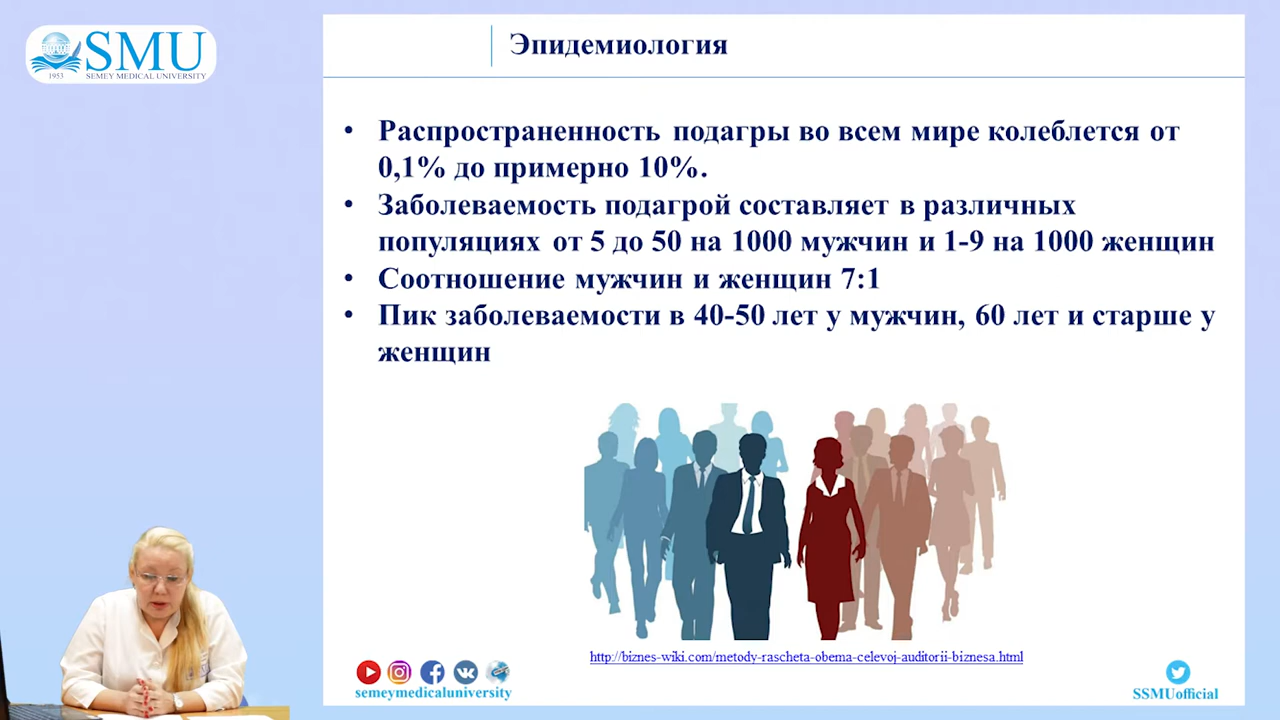 SMU
1953
SEMEY MEDICAL UNIVERSITY
Эпидемиология
• Распространенность подагры во всем мире колеблется от
0,1% до примерно 10%.
• Заболеваемость подагрой составляет в различных
популяциях от 5 до 50 на 1000 мужчин и 1-9 на 1000 женщин
• Соотношение мужчин и женщин 7:1
• Пик заболеваемости в 40-50 лет у мужчин, 60 лет и старше у
женщин
http://biznes-wiki.com/metody-rascheta-obema-celevoj-auditorii-biznesa.html
semeymedicaluniversity
SSMUofficial